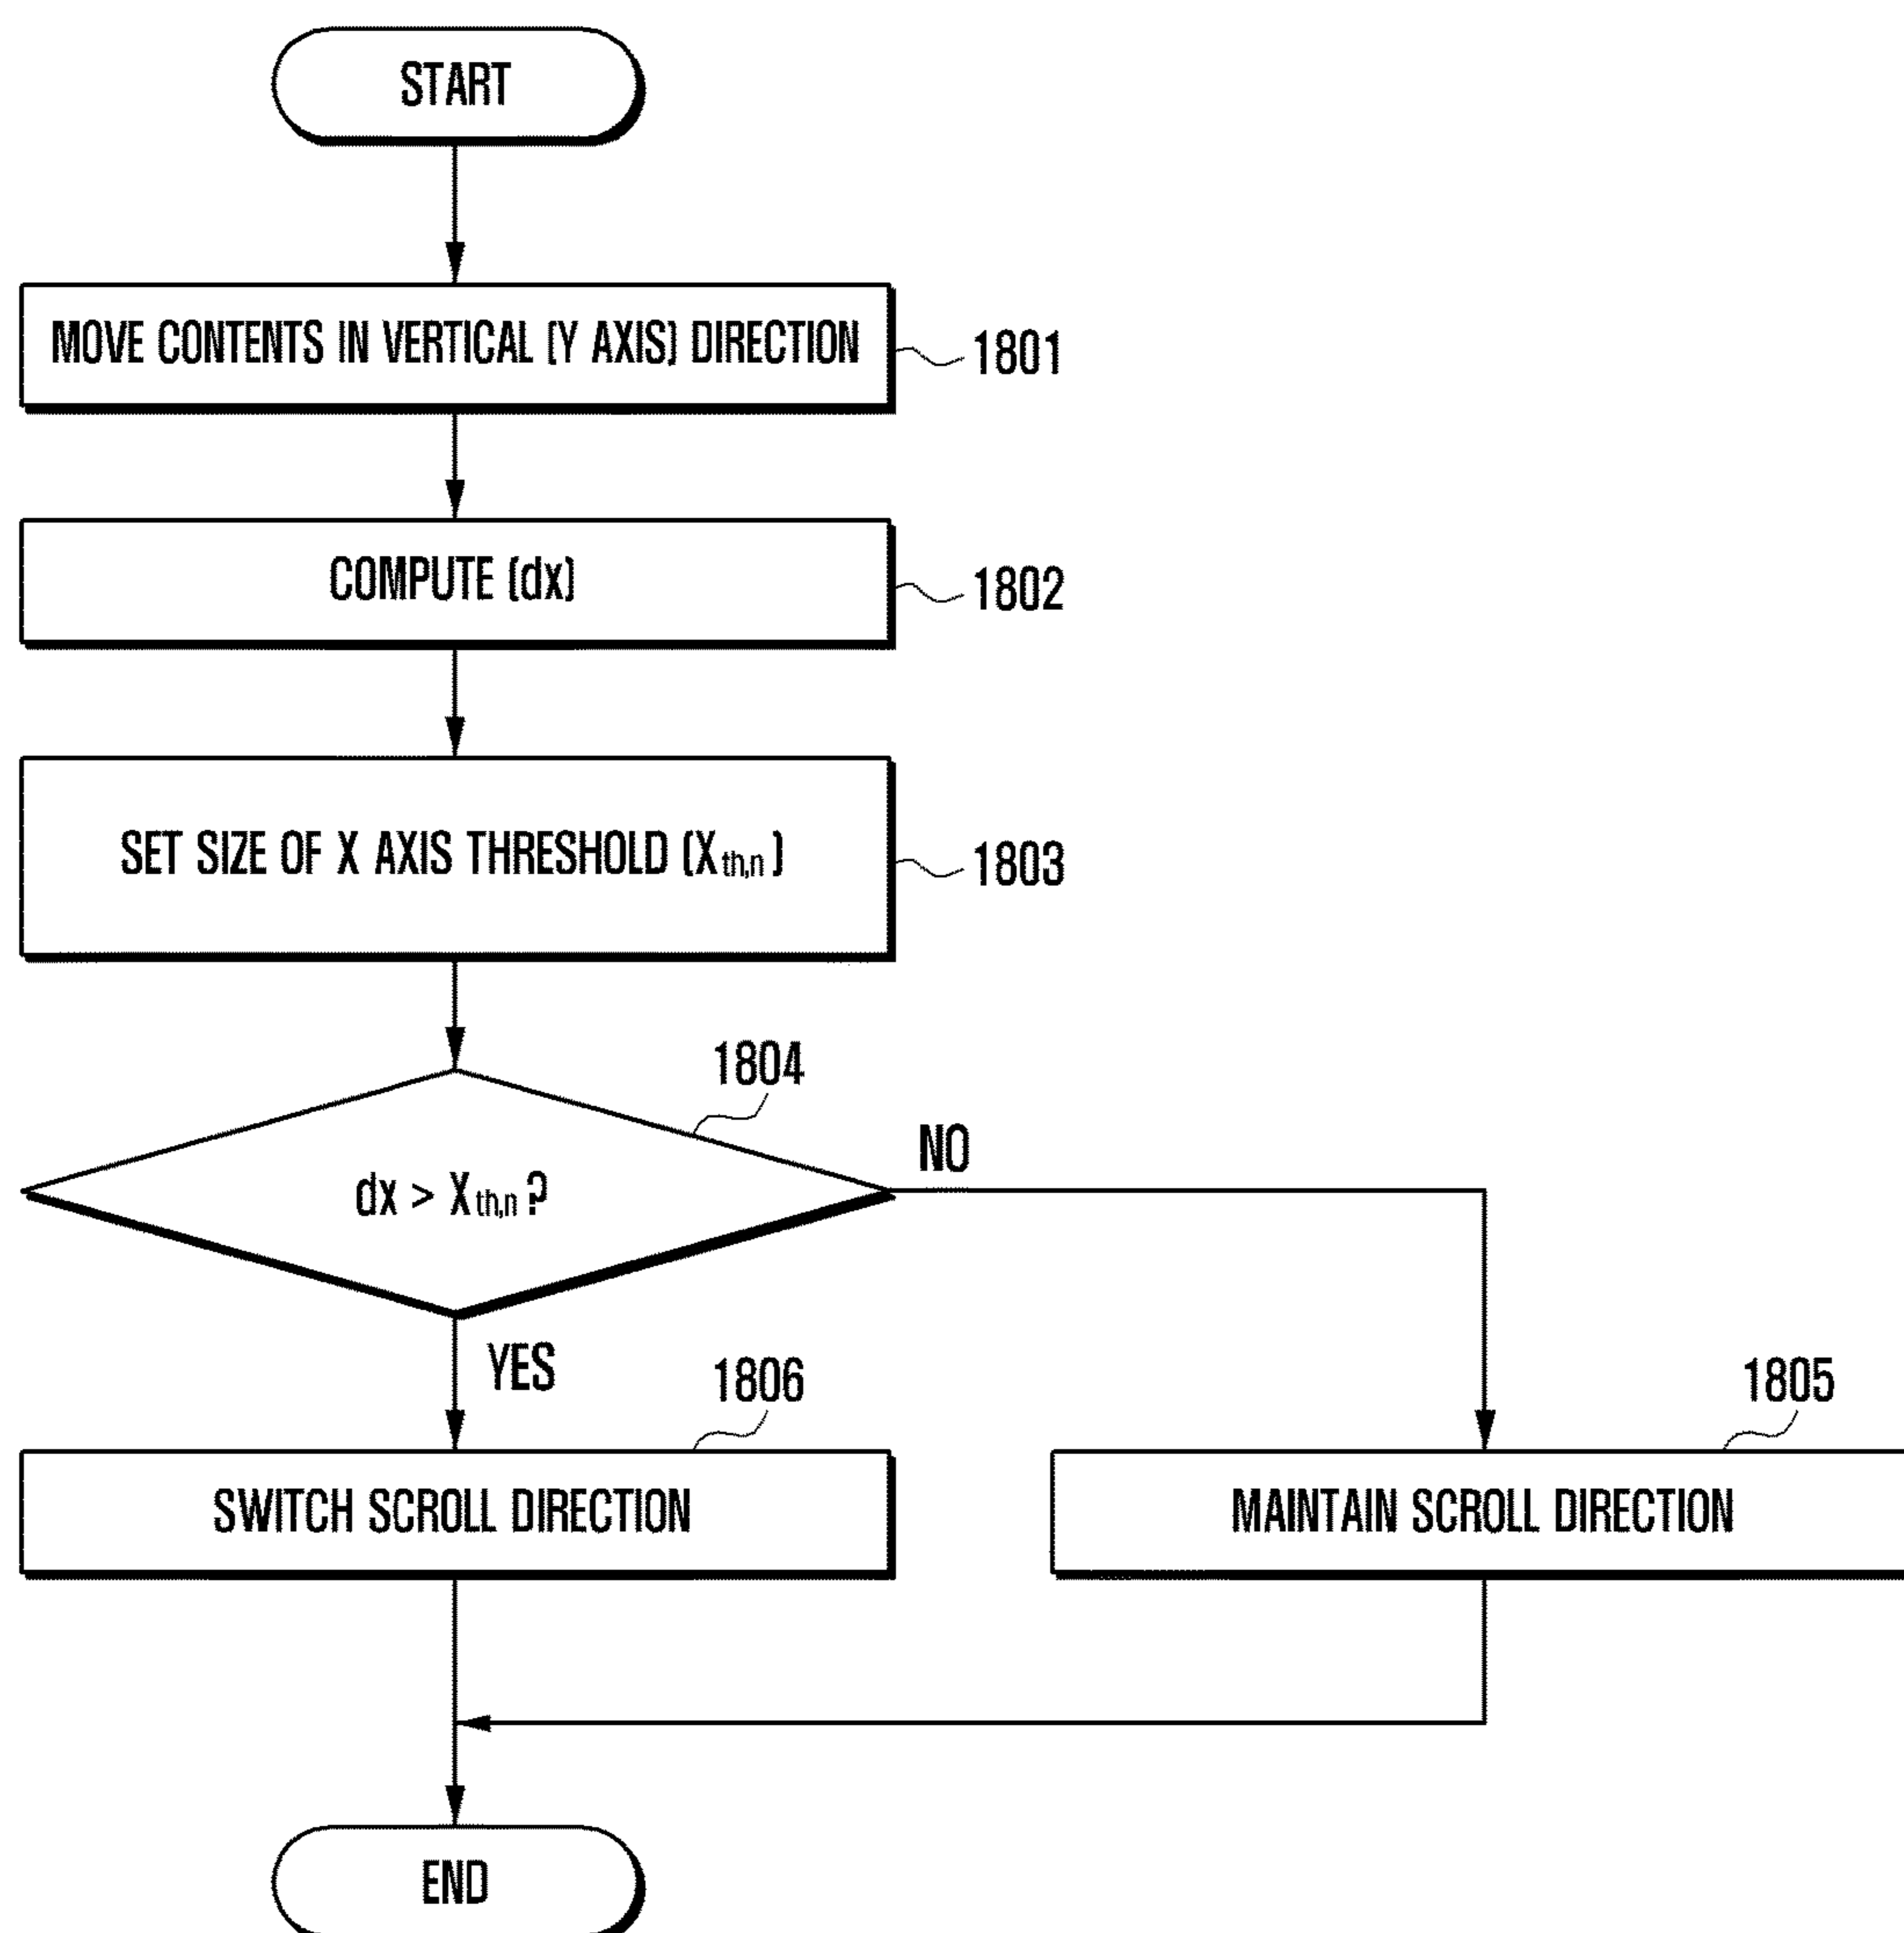 START
MOVE CONTENTS IN VERTICAL (Y AXIS) DIRECTION
1801
COMPUTE (dx)
1802
SET SIZE OF X AXIS THRESHOLD (Xth,n)
1803
1804
dx > Xth,n?
NO
YES
1806
SWITCH SCROLL DIRECTION
1805
MAINTAIN SCROLL DIRECTION
END